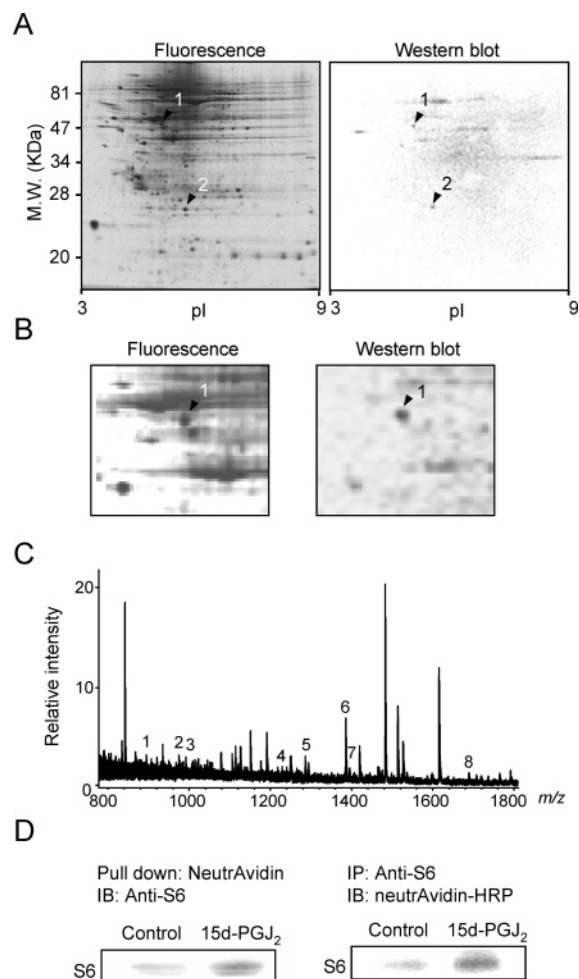 A
Fluorescence Western blot
M.W. (KDa)
81
47
34
28
20
1
2
1
2
3 pI 9 3 pI 9
B
Fluorescence Western blot
1 1
C
Relative intensity
20
10
0
1 2 3 4 5 6 7 8
800 1000 1200 1400 1600 1800 m/z
D
Pull down: NeutrAvidin
IB: Anti-S6
Control 15d-PGJ₂
S6
IP: Anti-S6
IB: neutrAvidin-HRP
Control 15d-PGJ₂
S6